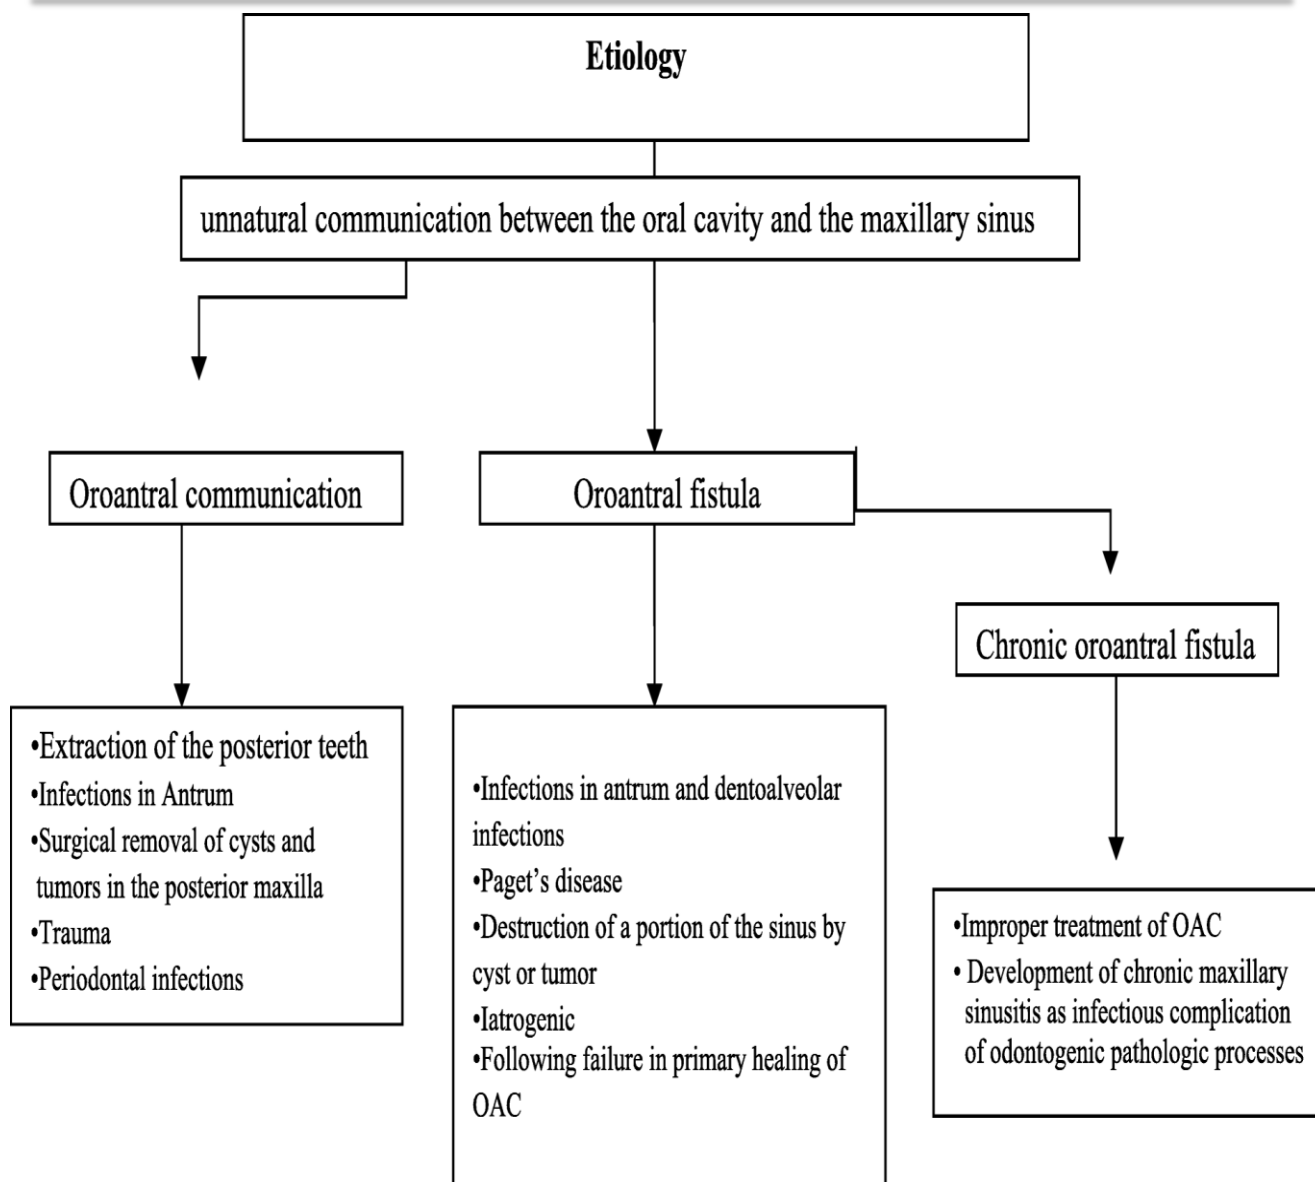 Etiology
unnatural communication between the oral cavity and the maxillary sinus
Oroantral communication
Oroantral fistula
Chronic oroantral fistula
•Extraction of the posterior teeth
•Infections in Antrum
•Surgical removal of cysts and
tumors in the posterior maxilla
•Trauma
•Periodontal infections
•Infections in antrum and dentoalveolar
infections
•Paget’s disease
•Destruction of a portion of the sinus by
cyst or tumor
•Iatrogenic
•Following failure in primary healing of
OAC
•Improper treatment of OAC
• Development of chronic maxillary
sinusitis as infectious complication
of odontogenic pathologic processes